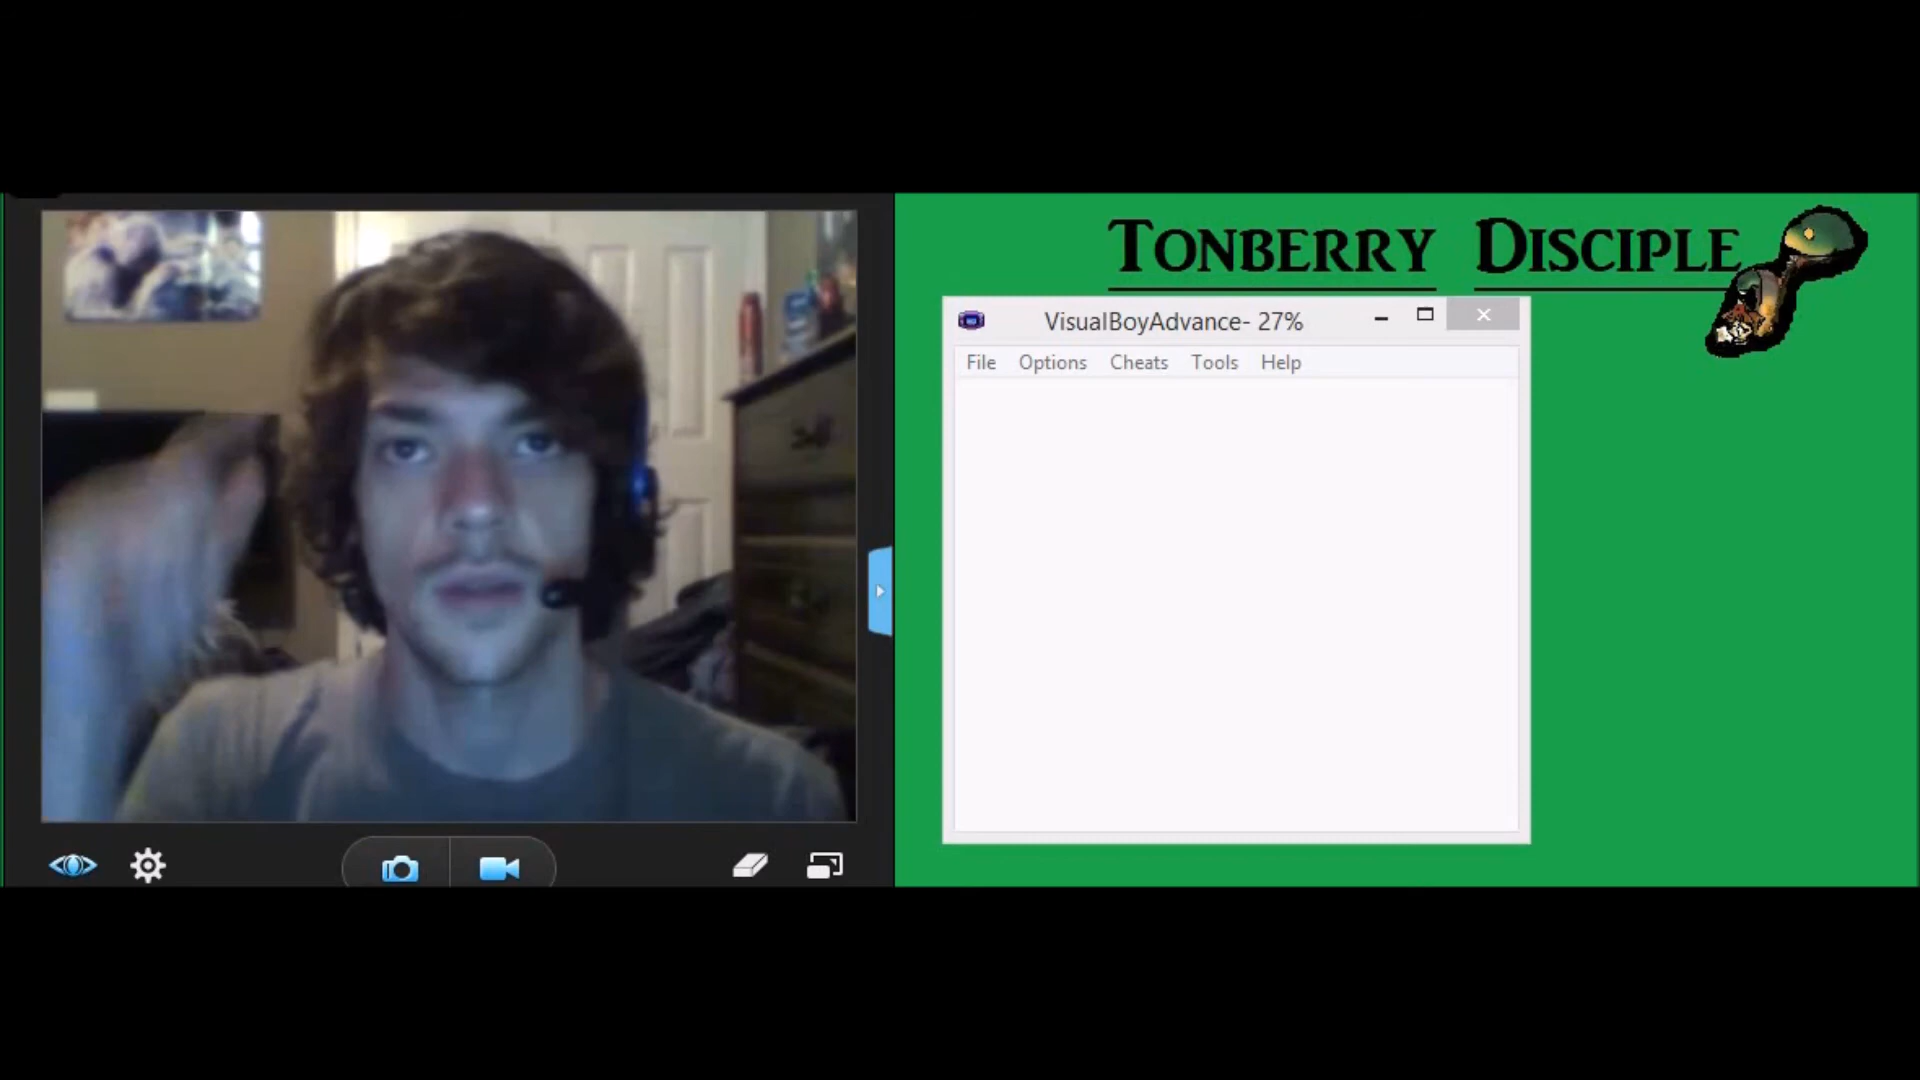 TONBERRY DISCIPLE
VisualBoyAdvance- 27%
File Options Cheats Tools Help